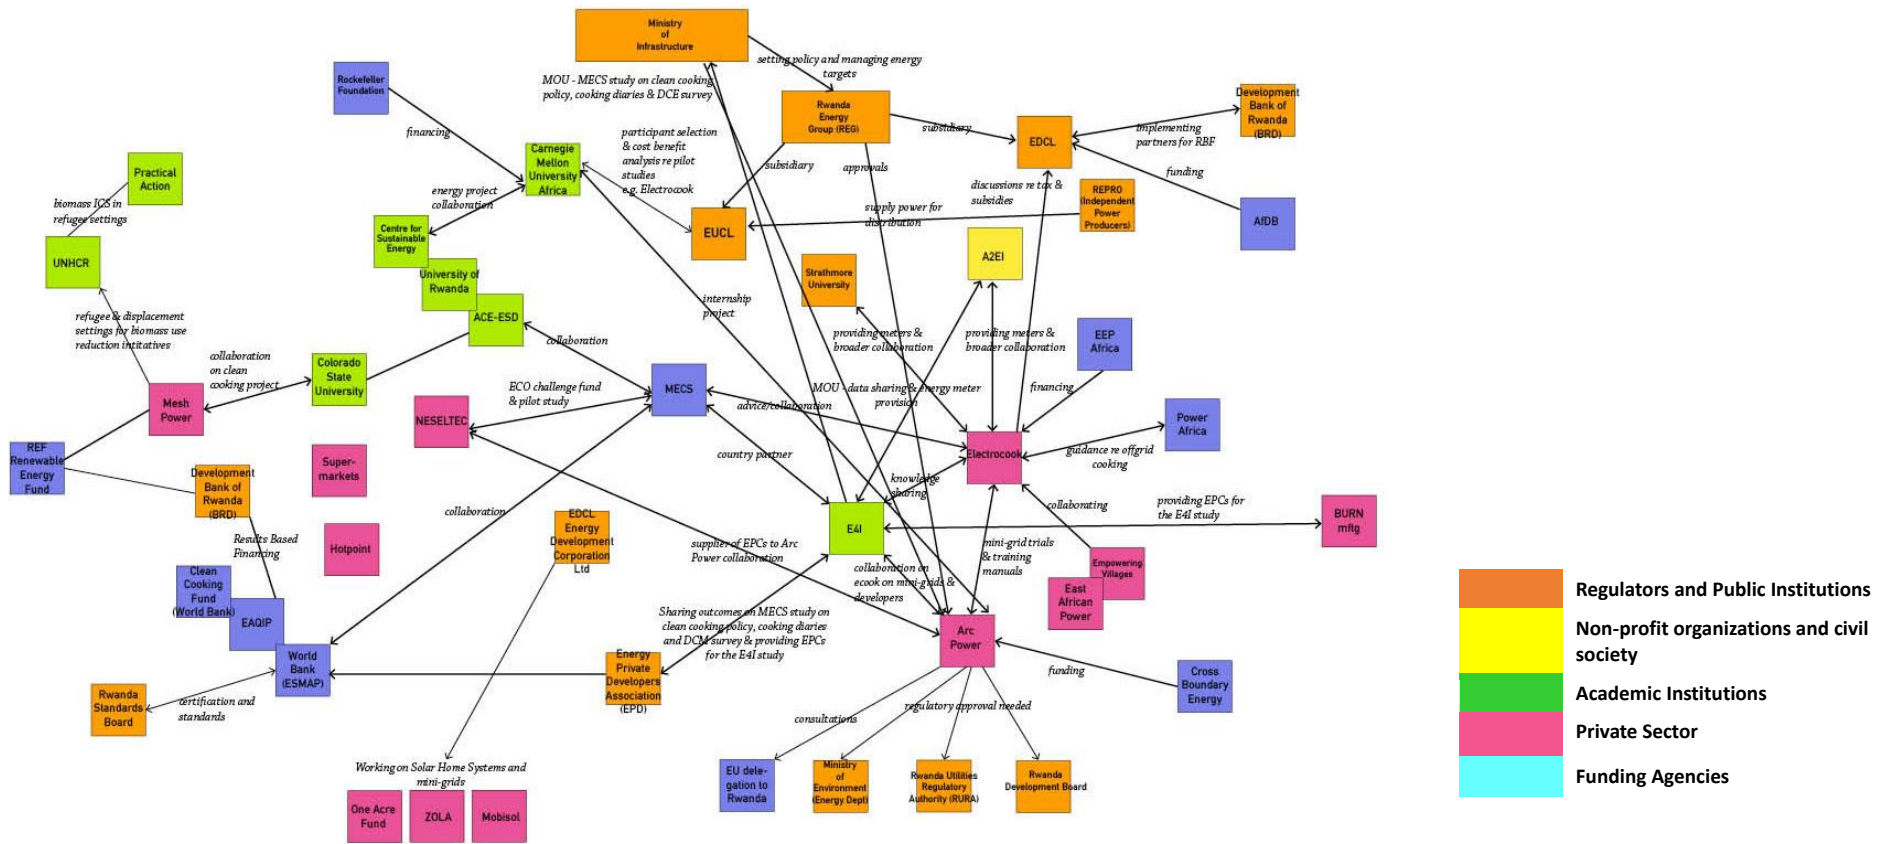 Ministry
of
Infrastructure
setting policy and managing energy
targets
MOU - MECS study on clean cooking
policy, cooking diaries & DCE survey
Rockefeller
Foundation
financing
Rwanda
Energy
Group (REG)
subsidiary
EDCL
implementing
partners for RBF
Development
Bank of
Rwanda
(BRD)
funding
AfDB
participant selection
& cost benefit
analysis re pilot
studies
e.g. Electrocook
subsidiary
approvals
Carnegie
Mellon
University
Africa
energy project
collaboration
Practical
Action
biomass ICS in
refugee settings
UNHCR
Centre for
Sustainable
Energy
University of
Rwanda
ACE-ESD
EUCL
supply power for
distribution
discussions re tax &
subsidies
REPRO
(Independent
Power
Producers)
A2EI
Strathmore
University
internship
project
refugee & displacement
settings for biomass use
reduction intitatives
collaboration
on clean
cooking project
Colorado
State
University
collaboration
providing meters &
broader collaboration
providing meters &
broader collaboration
EEP
Africa
financing
Mesh
Power
ECO challenge fund
& pilot study
MECS
MOU - data sharing & energy meter
provision
advice/collaboration
NESELTEC
Power
Africa
guidance re offgrid
cooking
Electrocook
REF
Renewable
Energy
Fund
Super-
markets
Development
Bank of
Rwanda
(BRD)
country partner
knowledge
sharing
collaborating
providing EPCs for
the E4I study
BURN
mftg
collaboration
E4I
EDCL
Energy
Development
Corporation
Ltd
Results Based
Financing
Hotpoint
supplier of EPCs to Arc
Power collaboration
mini-grid trials
& training
manuals
collaboration on
ecook on mini-grids &
developers
Empowering
Villages
East
African
Power
Clean
Cooking
Fund
(World Bank)
EAQIP
World
Bank
(ESMAP)
Sharing outcomes on MECS study on
clean cooking policy, cooking diaries
and DCM survey & providing EPCs
for the E4I study
Arc
Power
Energy
Private
Developers
Association
(EPD)
funding
Cross
Boundary
Energy
Rwanda
Standards
Board
certification and
standards
consultations
regulatory approval needed
Working on Solar Home Systems and
mini-grids
One Acre
Fund
ZOLA
Mobisol
EU dele-
gation to
Rwanda
Ministry
of
Environment
(Energy Dept)
Rwanda Utilities
Regulatory
Authority (RURA)
Rwanda
Development Board
Regulators and Public Institutions
Non-profit organizations and civil
society
Academic Institutions
Private Sector
Funding Agencies